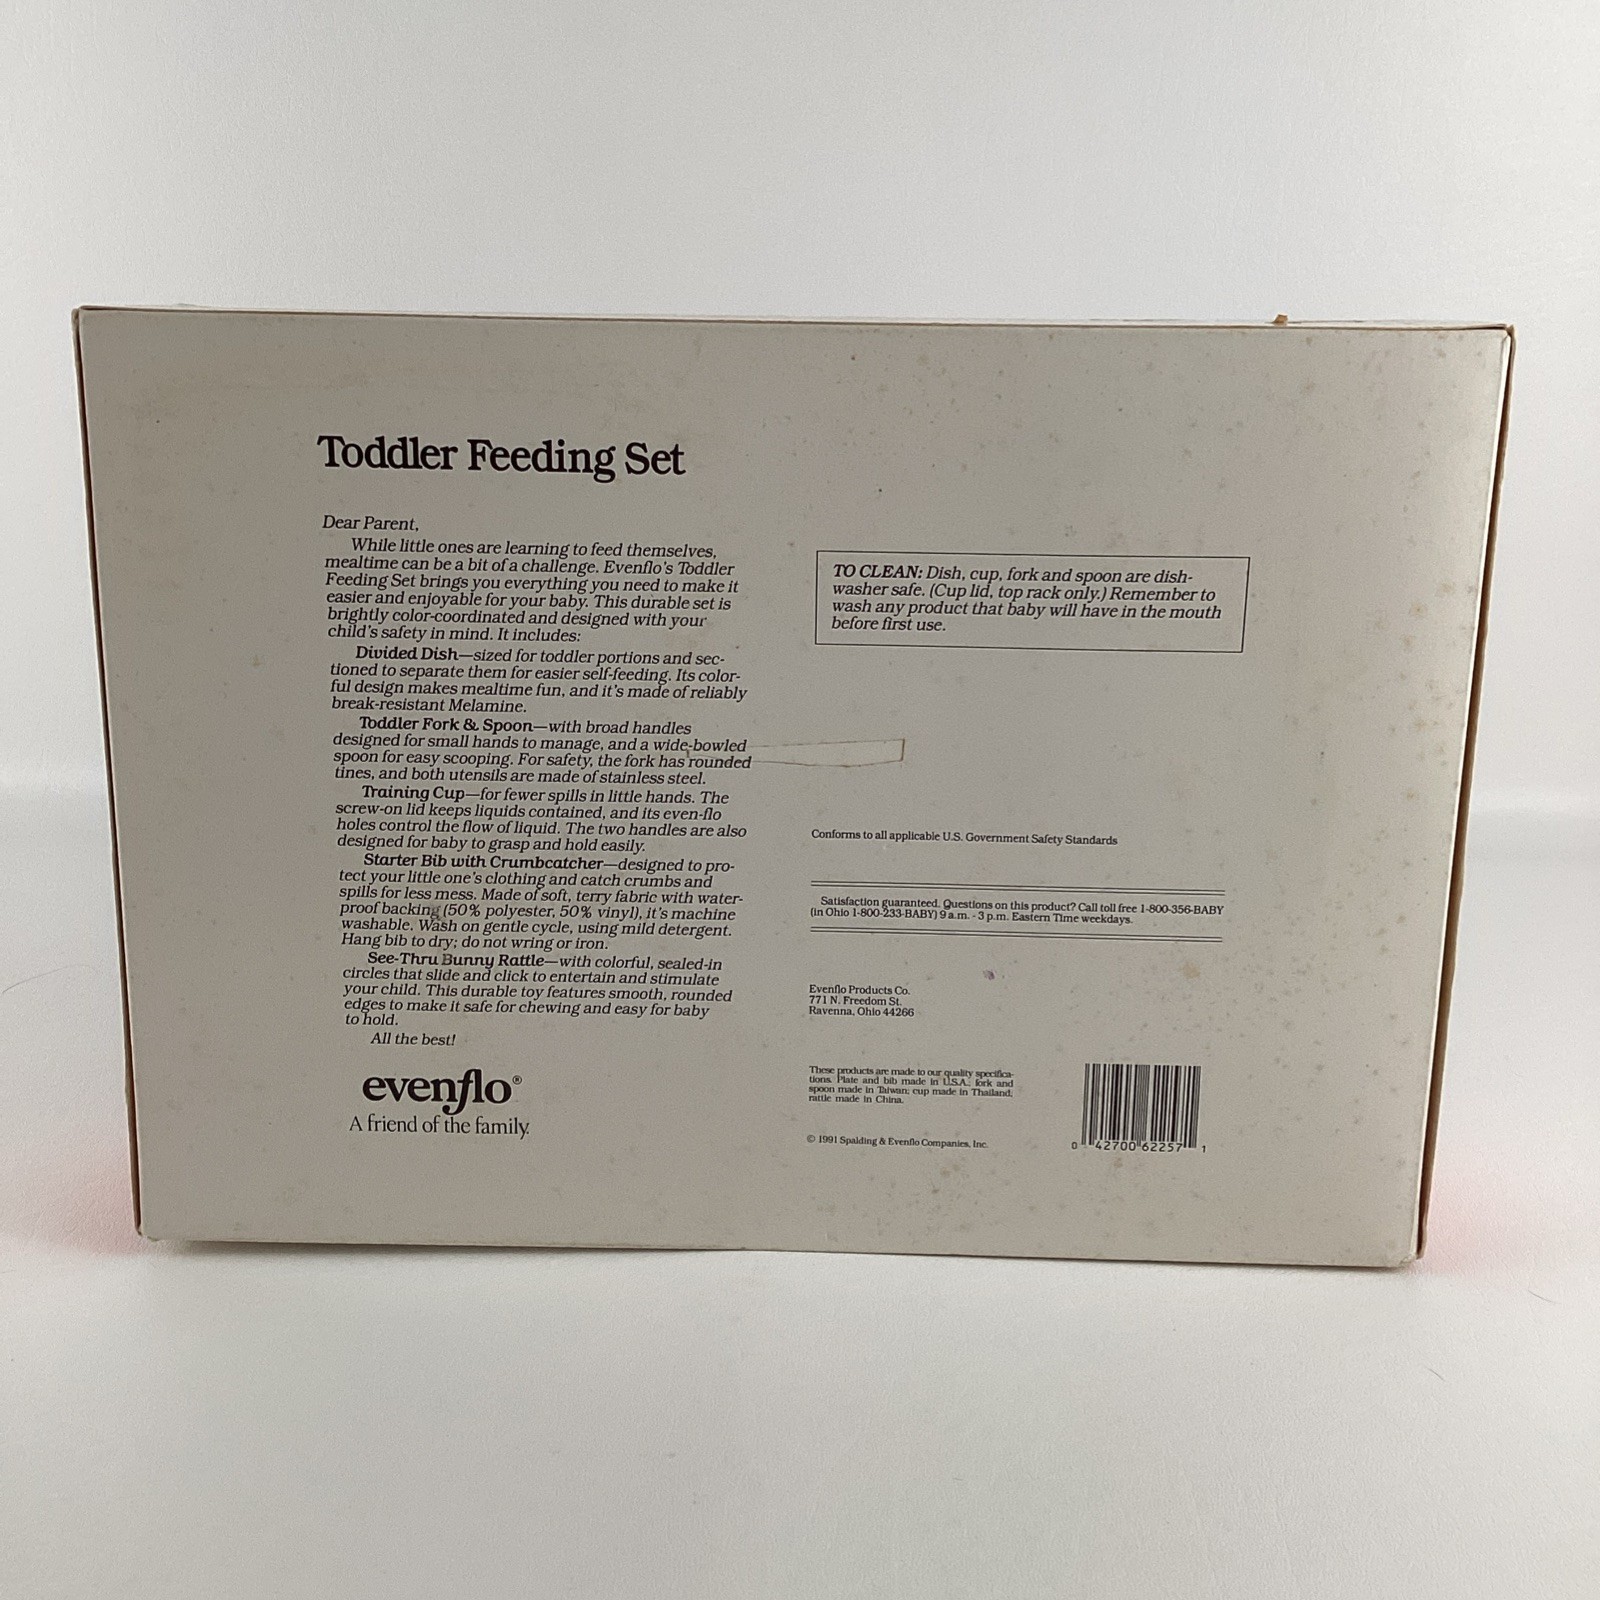 Toddler Feeding Set
Dear Parent,
While little ones are learning to feed themselves,
mealtime can be a bit of a challenge. Evenflo's Toddler
Feeding Set brings you everything you need to make it
easier and enjoyable for your baby. This durable set is
brightly color-coordinated and designed with your
child's safety in mind. It includes:
Divided Dish—sized for toddler portions and sec-
tioned to separate them for easier self-feeding. Its color-
ful design makes mealtime fun, and it's made of reliably
break-resistant Melamine.
Toddler Fork & Spoon—with broad handles
designed for small hands to manage, and a wide-bowled
spoon for easy scooping. For safety, the fork has rounded
tines, and both utensils are made of stainless steel.
Training Cup—for fewer spills in little hands. The
screw-on lid keeps liquids contained, and its even-flo
holes control the flow of liquid. The two handles are also
designed for baby to grasp and hold easily.
Starter Bib with Crumbcatcher—designed to pro-
tect your little one's clothing and catch crumbs and
spills for less mess. Made of soft, terry fabric with water-
proof backing (50% polyester, 50% vinyl), it's machine
washable. Wash on gentle cycle, using mild detergent.
Hang bib to dry; do not wring or iron.
See-Thru Bunny Rattle—with colorful, sealed-in
circles that slide and click to entertain and stimulate
your child. This durable toy features smooth, rounded
edges to make it safe for chewing and easy for baby
to hold.
All the best!
evenflo®
A friend of the family.
TO CLEAN: Dish, cup, fork and spoon are dish-
washer safe. (Cup lid, top rack only.) Remember to
wash any product that baby will have in the mouth
before first use.
Conforms to all applicable U.S. Government Safety Standards
Satisfaction guaranteed. Questions on this product? Call toll free 1-800-356-BABY
(in Ohio 1-800-233-BABY) 9 a.m. - 3 p.m. Eastern Time weekdays.
Evenflo Products Co.
771 N. Freedom St.
Ravenna, Ohio 44266
These products are made to our quality specifica-
tions. Plate and bib made in U.S.A.; fork and
spoon made in Taiwan; cup made in Thailand;
rattle made in China.
© 1991 Spalding & Evenflo Companies, Inc.
0 42700 62257 1